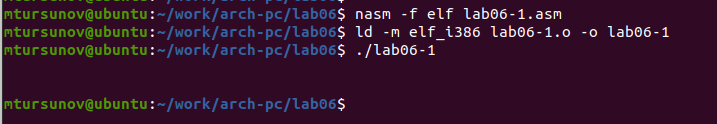 mtursunov@ubuntu:~/work/arch-pc/lab06$ nasm -f elf lab06-1.asm
mtursunov@ubuntu:~/work/arch-pc/lab06$ ld -m elf_i386 lab06-1.o -o lab06-1
mtursunov@ubuntu:~/work/arch-pc/lab06$ ./lab06-1
mtursunov@ubuntu:~/work/arch-pc/lab06$